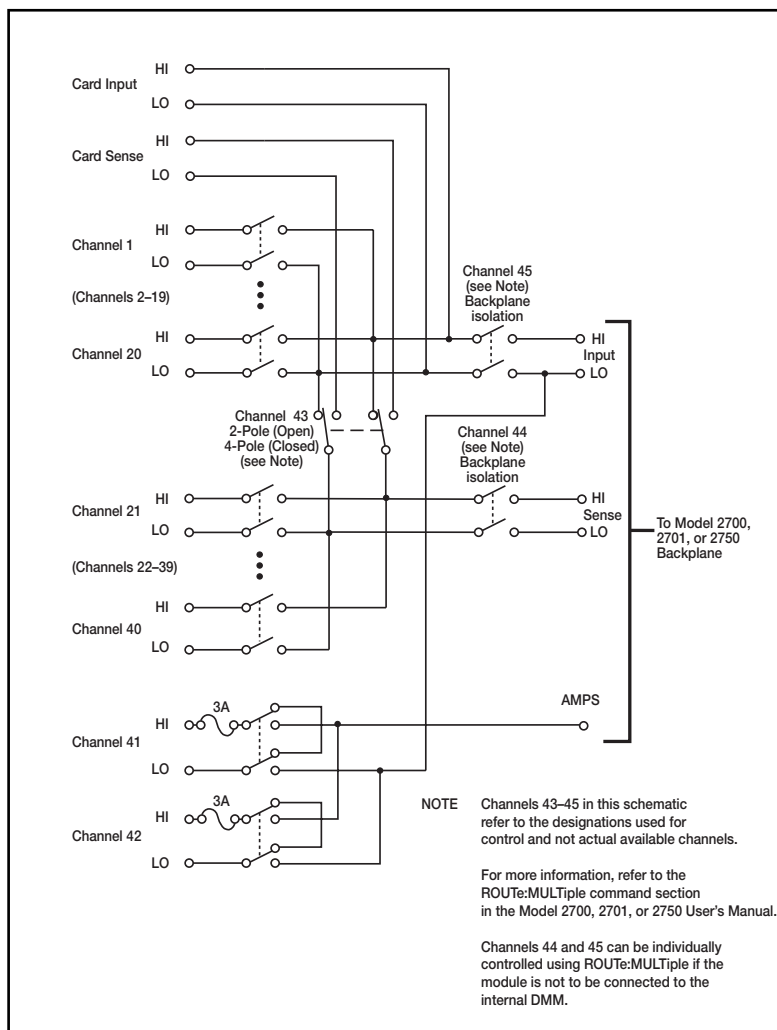 HI
Card Input
LO
HI
Card Sense
LO
HI
Channel 1
LO
(Channels 2–19)
HI
Channel 20
LO
Channel 45
(see Note)
Backplane
isolation
HI
Input
LO
Channel 43
2-Pole (Open)
4-Pole (Closed)
(see Note)
Channel 44
(see Note)
Backplane
isolation
HI
Channel 21
LO
(Channels 22–39)
HI
Channel 40
LO
HI
Sense
LO
To Model 2700,
2701, or 2750
Backplane
AMPS
3A
HI
Channel 41
LO
3A
HI
Channel 42
LO
NOTE Channels 43–45 in this schematic
refer to the designations used for
control and not actual available channels.
For more information, refer to the
ROUTe:MULTiple command section
in the Model 2700, 2701, or 2750 User's Manual.
Channels 44 and 45 can be individually
controlled using ROUTe:MULTiple if the
module is not to be connected to the
internal DMM.